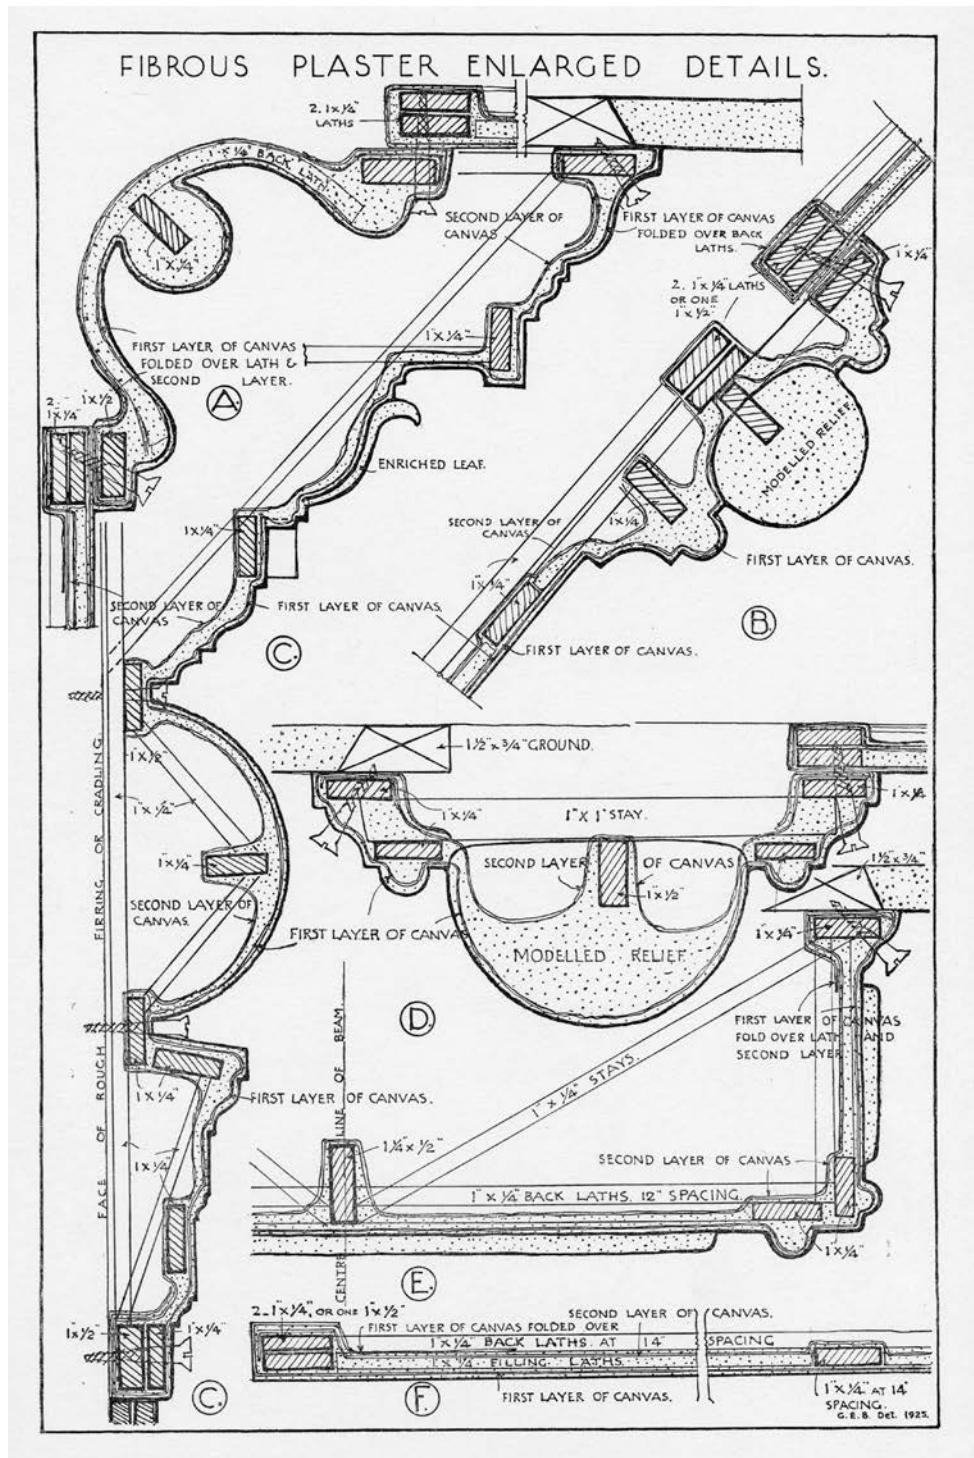 FIBROUS PLASTER ENLARGED DETAILS.
2. 1 x ¼"
LATHS
1 x ¼" BACK LATH.
1" x ¼"
SECOND LAYER OF
CANVAS
FIRST LAYER OF CANVAS
FOLDED OVER BACK
LATHS.
1" x ¼"
2. 1" x ¼" LATHS
OR ONE
1" x ½"
1" x ¼"
FIRST LAYER OF CANVAS
FOLDED OVER LATH &
SECOND LAYER.
A.
2.
1 x ¼"
1 x ½
ENRICHED LEAF.
MODELLED RELIEF.
1 x ¼"
SECOND LAYER OF
CANVAS
1 x ¼
FIRST LAYER OF CANVAS.
1" x ¼"
SECOND LAYER OF
CANVAS
FIRST LAYER OF CANVAS.
C.
B.
FIRST LAYER OF CANVAS.
1" x ½"
1½" x ¾" GROUND.
1" x ½"
1" x ¼"
1" X 1" STAY.
1" x ¼
1" x ¼"
SECOND LAYER OF CANVAS
1" x ½"
1½" x ¾"
SECOND LAYER OF
CANVAS.
FIRST LAYER OF CANVAS
MODELLED RELIEF
1 x ¼"
D.
FACE OF ROUGH FIRRING OR CRADLING
FIRST LAYER OF CANVAS
FOLD OVER LATH AND
SECOND LAYER
1 x ¼"
FIRST LAYER OF CANVAS.
1" x ¼" STAYS.
CENTRE LINE OF BEAM
1¼" x ½"
1 x ¼
SECOND LAYER OF CANVAS
1" x ¼" BACK LATHS. 12" SPACING.
1 x ¼"
E.
2-1" x ¼", OR ONE 1" x ½"
SECOND LAYER OF CANVAS.
FIRST LAYER OF CANVAS FOLDED OVER
1" x ¼" BACK LATHS. AT 14" SPACING
1 x ¼ FILLING LATHS.
1 x ½"
1 x ¼"
C.
F.
FIRST LAYER OF CANVAS.
1" x ¼" AT 14"
SPACING.
G.E.B. Det. 1925.